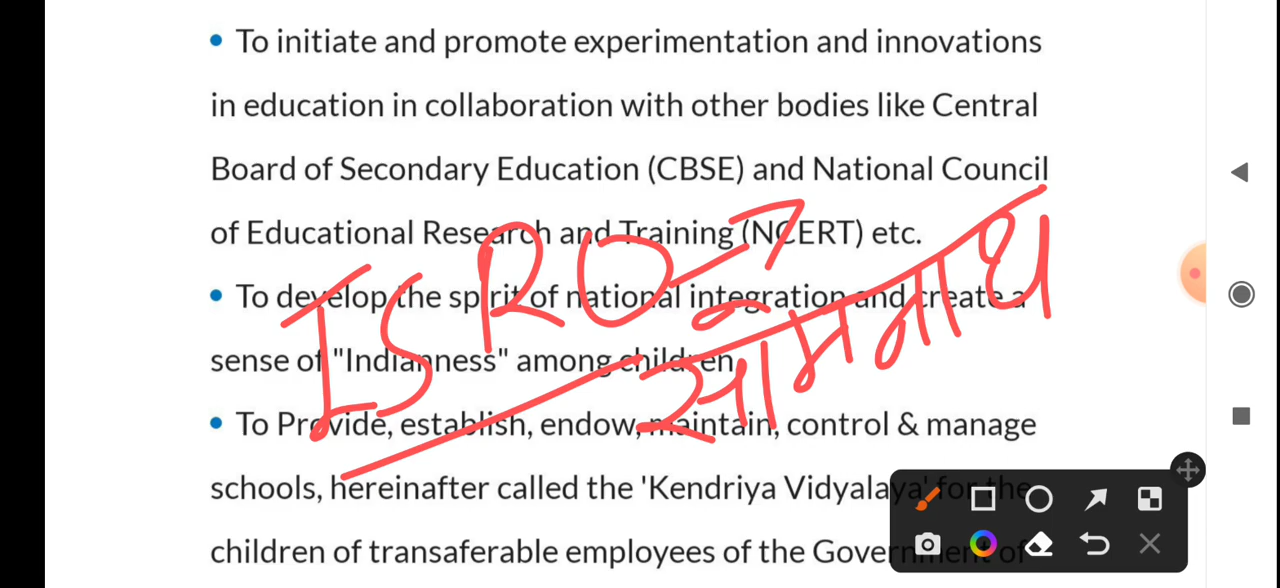 • To initiate and promote experimentation and innovations
in education in collaboration with other bodies like Central
Board of Secondary Education (CBSE) and National Council
of Educational Research and Training (NCERT) etc.
• To develop the spirit of national integration and create a
sense of "Indianness" among children.
• To Provide, establish, endow, maintain, control & manage
schools, hereinafter called the 'Kendriya Vidyalaya' for the
children of transaferable employees of the Government of
ISRO → सोमनाथ